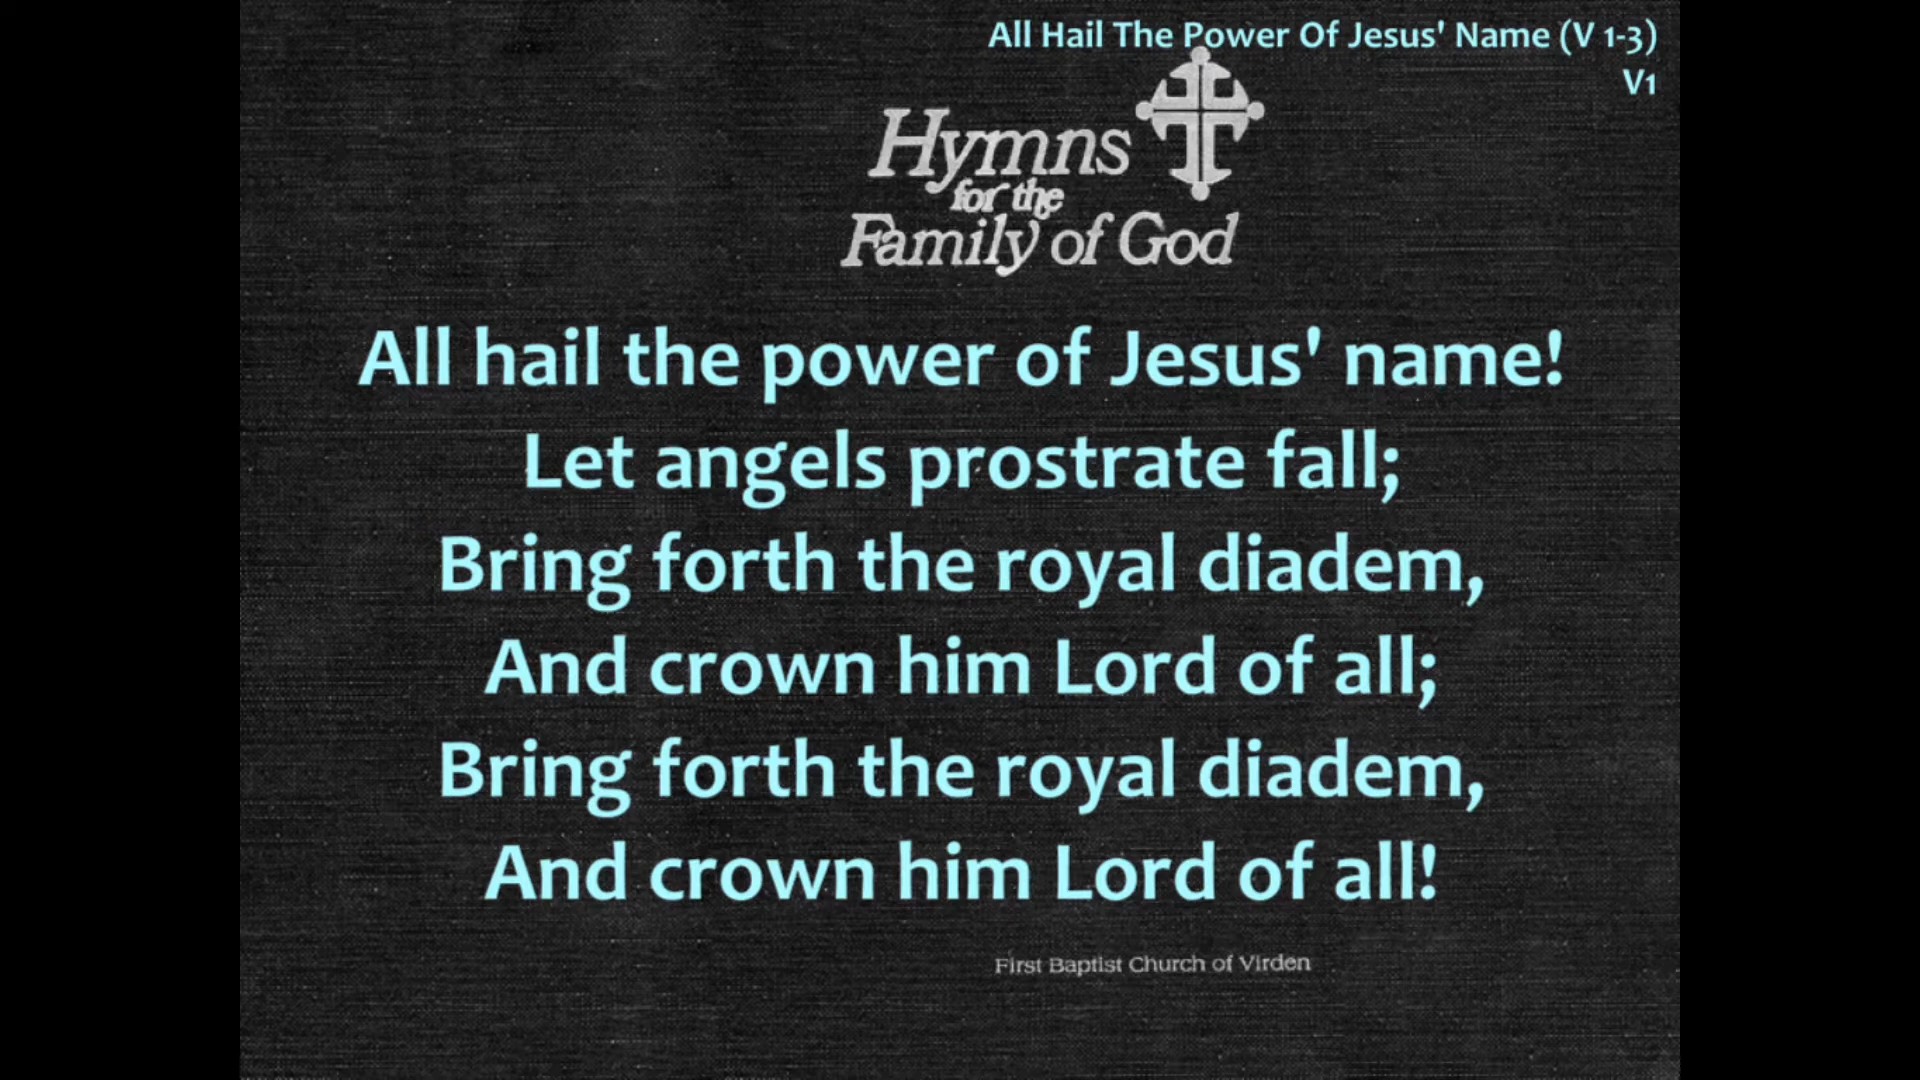 All Hail The Power Of Jesus' Name (V 1-3)
V1
Hymns
for the
Family of God
All hail the power of Jesus' name!
Let angels prostrate fall;
Bring forth the royal diadem,
And crown him Lord of all;
Bring forth the royal diadem,
And crown him Lord of all!
First Baptist Church of Virden